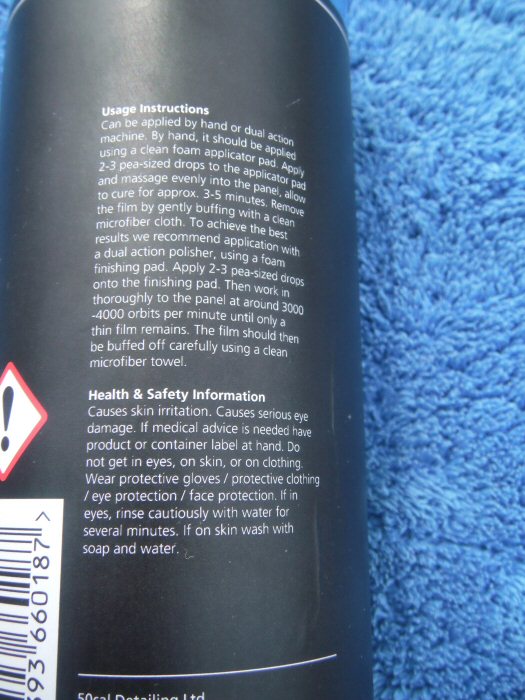 Usage Instructions
Can be applied by hand or dual action
machine. By hand, it should be applied
using a clean foam applicator pad. Apply
2-3 pea-sized drops to the applicator pad
and massage evenly into the panel, allow
to cure for approx. 3-5 minutes. Remove
the film by gently buffing with a clean
microfiber cloth. To achieve the best
results we recommend application with
a dual action polisher, using a foam
finishing pad. Apply 2-3 pea-sized drops
onto the finishing pad. Then work in
thoroughly to the panel at around 3000
-4000 orbits per minute until only a
thin film remains. The film should then
be buffed off carefully using a clean
microfiber towel.
Health & Safety Information
Causes skin irritation. Causes serious eye
damage. If medical advice is needed have
product or container label at hand. Do
not get in eyes, on skin, or on clothing.
Wear protective gloves / protective clothing
/ eye protection / face protection. If in
eyes, rinse cautiously with water for
several minutes. If on skin wash with
soap and water.
!
593 660187 >
50cal Detailing Ltd